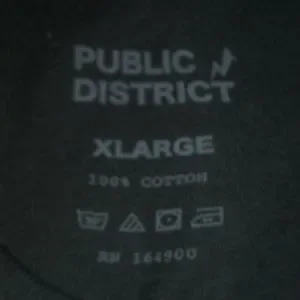 PUBLIC
DISTRICT
XLARGE
100% COTTON
RN 164900